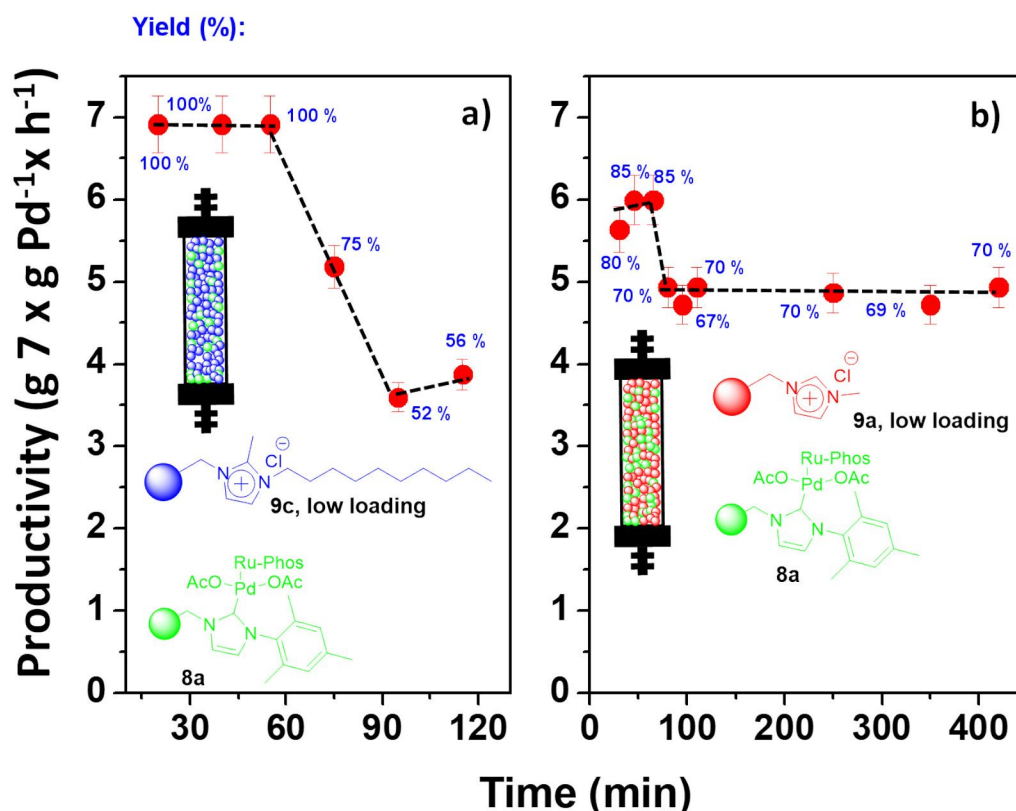 Yield (%):
Productivity (g 7 x g Pd⁻¹x h⁻¹)
7
6
5
4
3
2
1
0
a)
100%
100 %
100 %
75 %
52 %
56 %
N
N
+
Cl
−
9c, low loading
Ru-Phos
AcO
Pd
OAc
N
N
8a
30
60
90
120
b)
85 %
85 %
80 %
70 %
67%
70 %
70 %
69 %
70 %
Cl
−
N
+
N
9a, low loading
Ru-Phos
AcO
Pd
OAc
N
N
8a
0
100
200
300
400
Time (min)